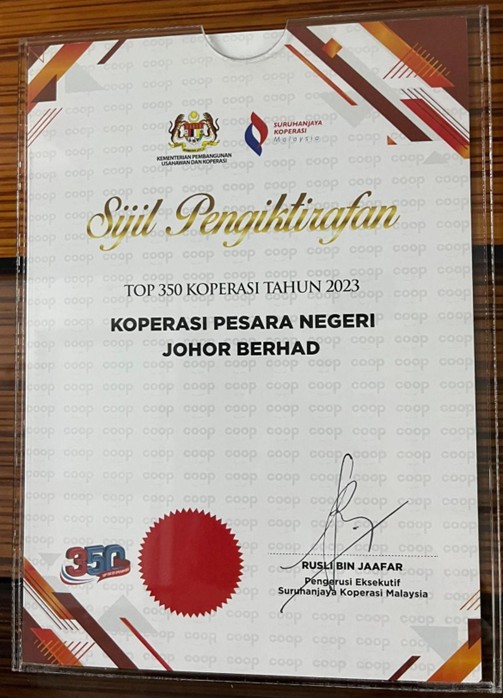 KEMENTERIAN PEMBANGUNAN
USAHAWAN DAN KOPERASI
SURUHANJAYA
KOPERASI
Malaysia
Sijil Pengiktirafan
TOP 350 KOPERASI TAHUN 2023
KOPERASI PESARA NEGERI
JOHOR BERHAD
350
RUSLI BIN JAAFAR
Pengerusi Eksekutif
Suruhanjaya Koperasi Malaysia